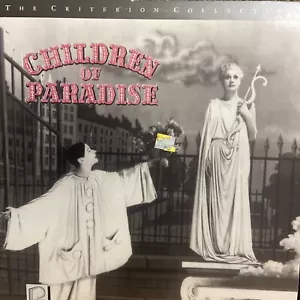 THE CRITERION COLLECTION
CHILDREN
OF
PARADISE